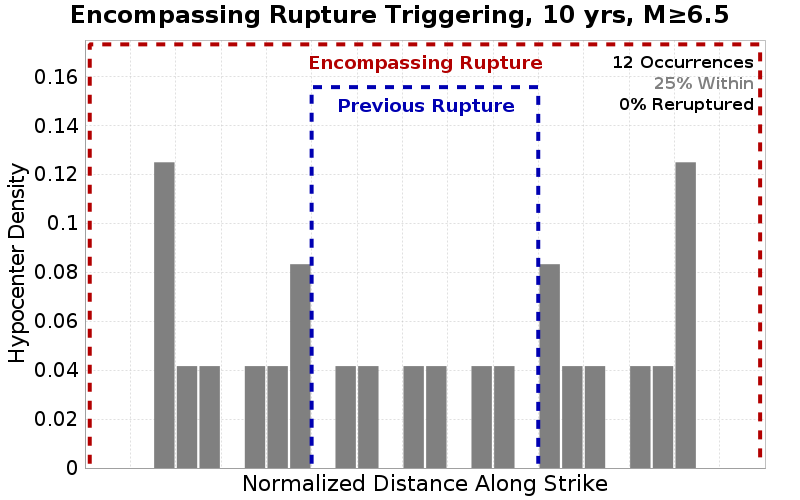 Encompassing Rupture Triggering, 10 yrs, M≥6.5
Encompassing Rupture
12 Occurrences
25% Within
0% Reruptured
Previous Rupture
Hypocenter Density
0.16
0.14
0.12
0.1
0.08
0.06
0.04
0.02
0
Normalized Distance Along Strike